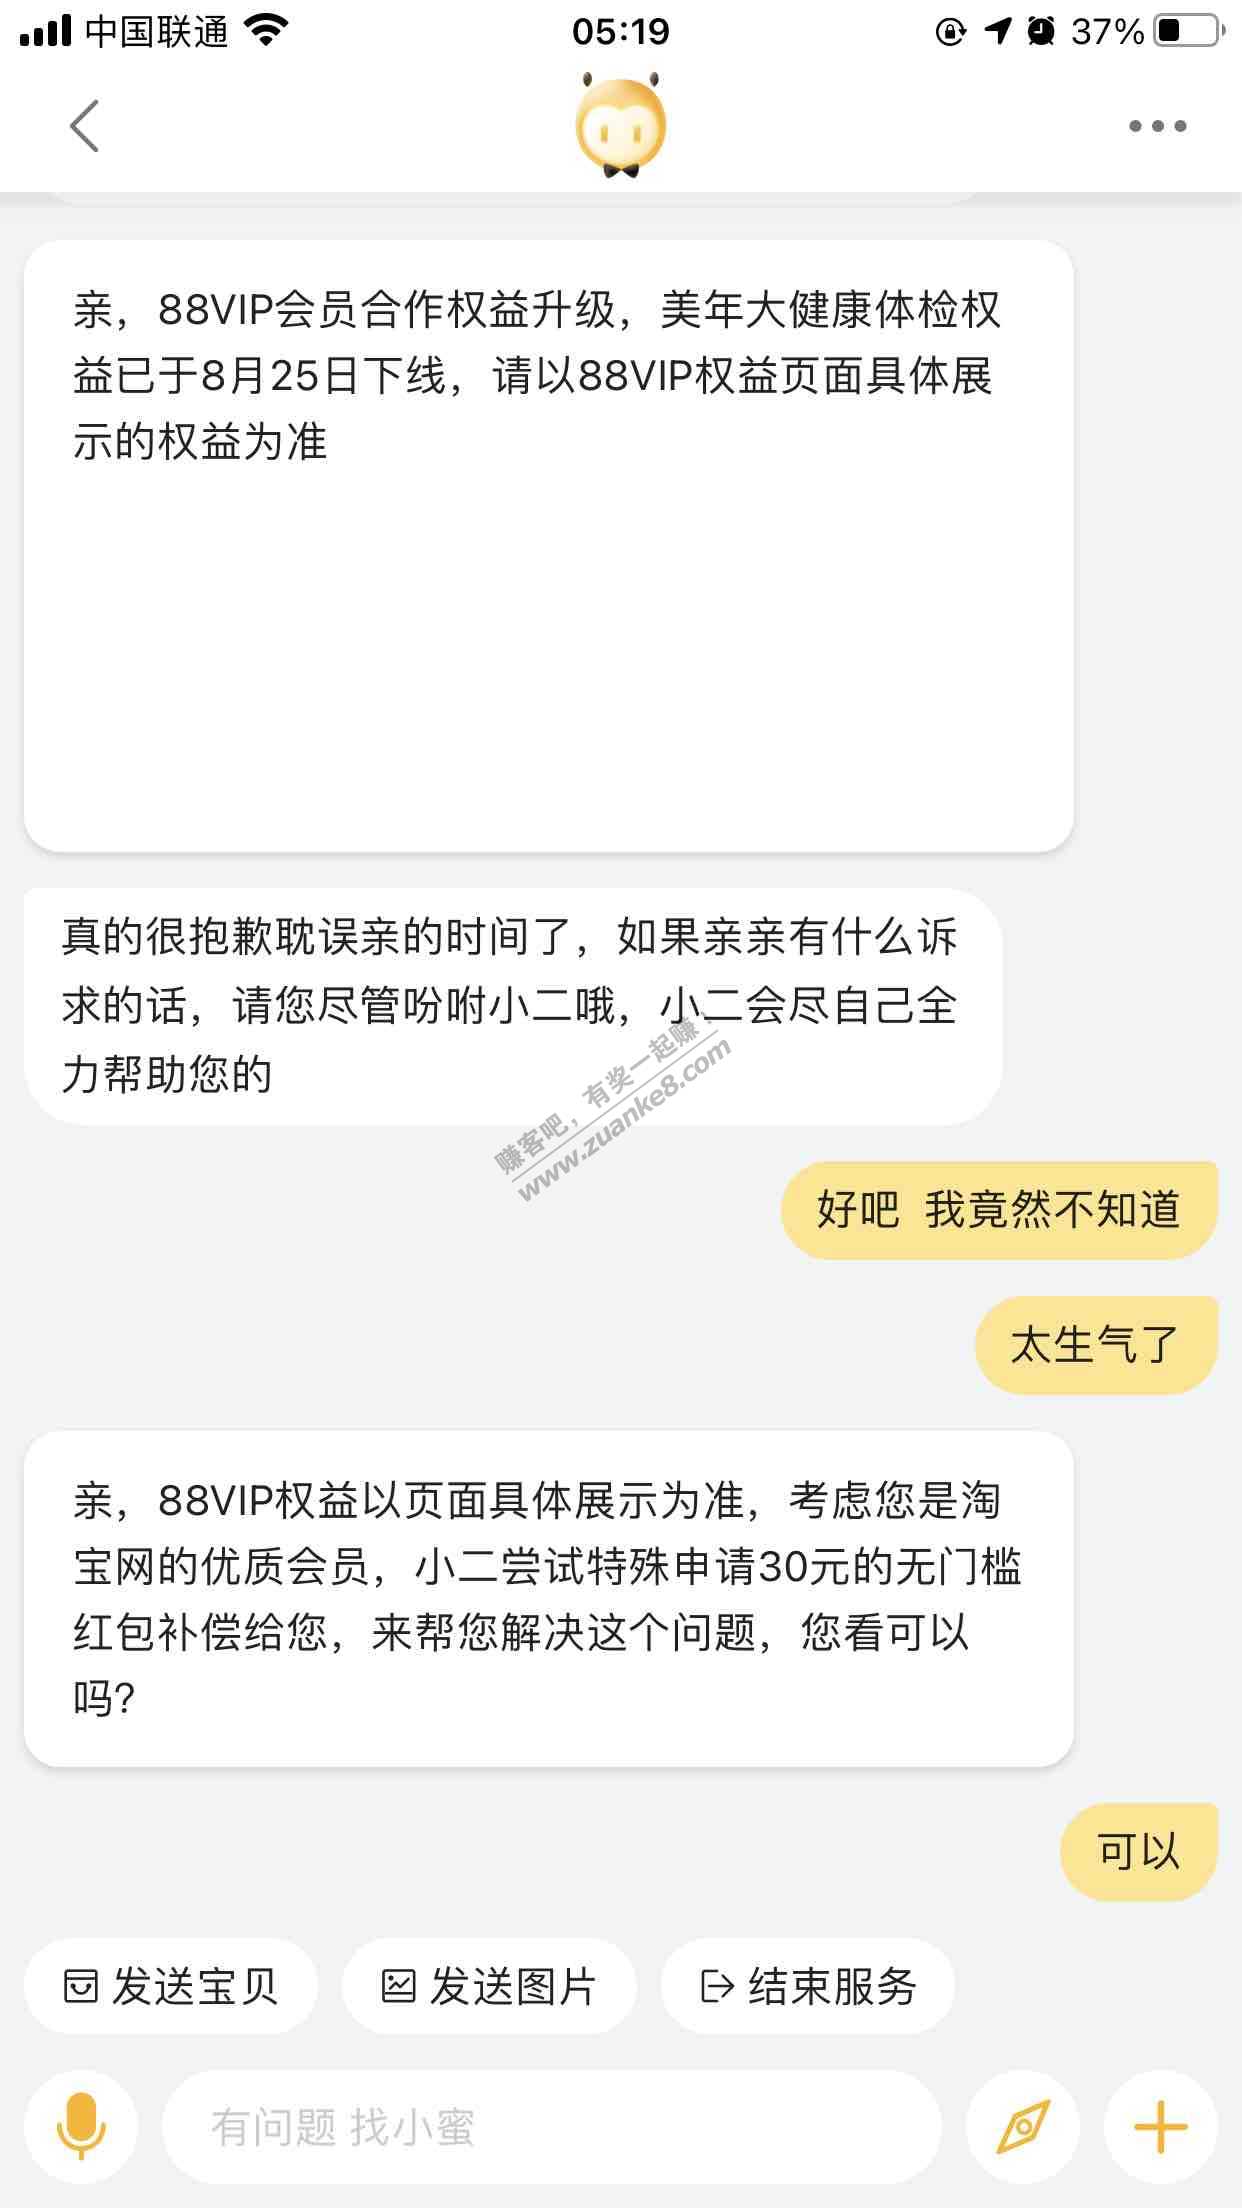 中国联通
05:19
37%
亲，88VIP会员合作权益升级，美年大健康体检权
益已于8月25日下线，请以88VIP权益页面具体展
示的权益为准
真的很抱歉耽误亲的时间了，如果亲亲有什么诉
求的话，请您尽管吩咐小二哦，小二会尽自己全
力帮助您的
赚客吧，有奖一起赚！
www.zuanke8.com
好吧 我竟然不知道
太生气了
亲，88VIP权益以页面具体展示为准，考虑您是淘
宝网的优质会员，小二尝试特殊申请30元的无门槛
红包补偿给您，来帮您解决这个问题，您看可以
吗?
可以
发送宝贝
发送图片
结束服务
有问题 找小蜜